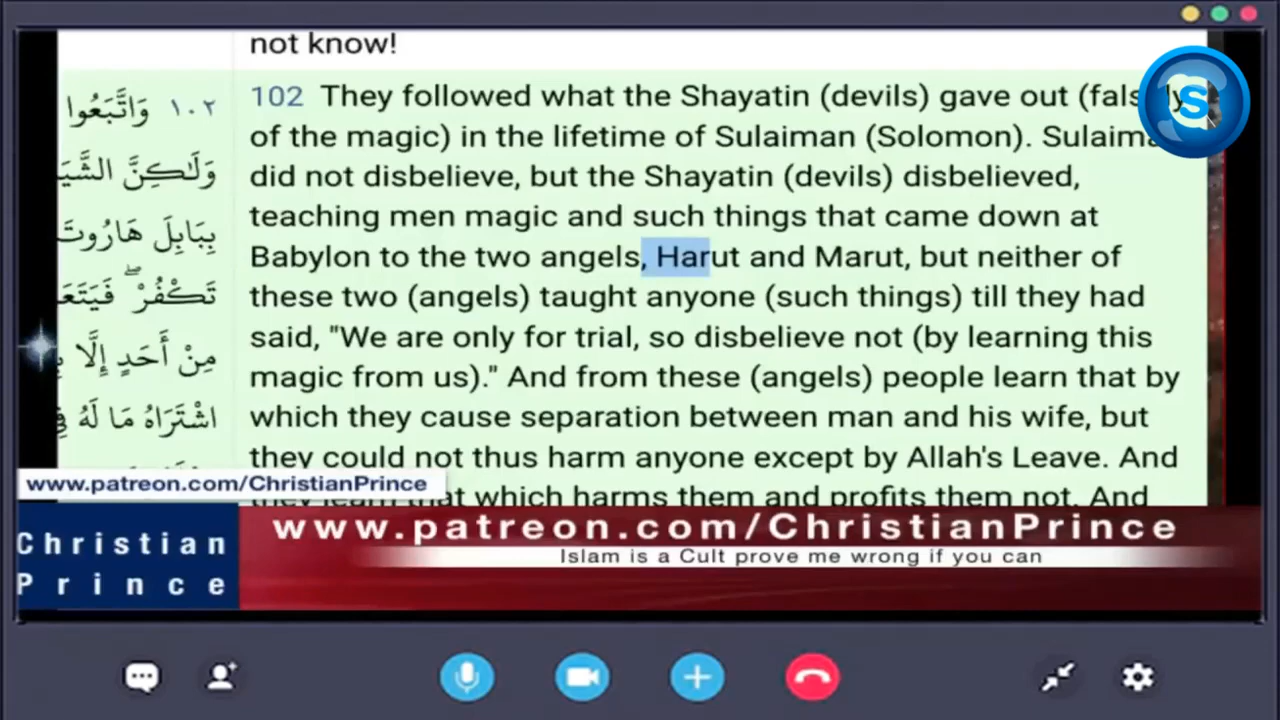 not know!
١٠٢ وَاتَّبَعُوا
وَلَٰكِنَّ الشَّيَ
بِبَابِلَ هَارُوتَ
تَكْفُرْ ۖ فَيَتَعَ
مِنْ أَحَدٍ إِلَّا بِ
اشْتَرَاهُ مَا لَهُ فِي
102 They followed what the Shayatin (devils) gave out (fals
of the magic) in the lifetime of Sulaiman (Solomon). Sulaima
did not disbelieve, but the Shayatin (devils) disbelieved,
teaching men magic and such things that came down at
Babylon to the two angels, Harut and Marut, but neither of
these two (angels) taught anyone (such things) till they had
said, "We are only for trial, so disbelieve not (by learning this
magic from us)." And from these (angels) people learn that by
which they cause separation between man and his wife, but
they could not thus harm anyone except by Allah's Leave. And
they learn that which harms them and profits them not. And
www.patreon.com/ChristianPrince
Christian
Prince
www.patreon.com/ChristianPrince
Islam is a Cult prove me wrong if you can
S